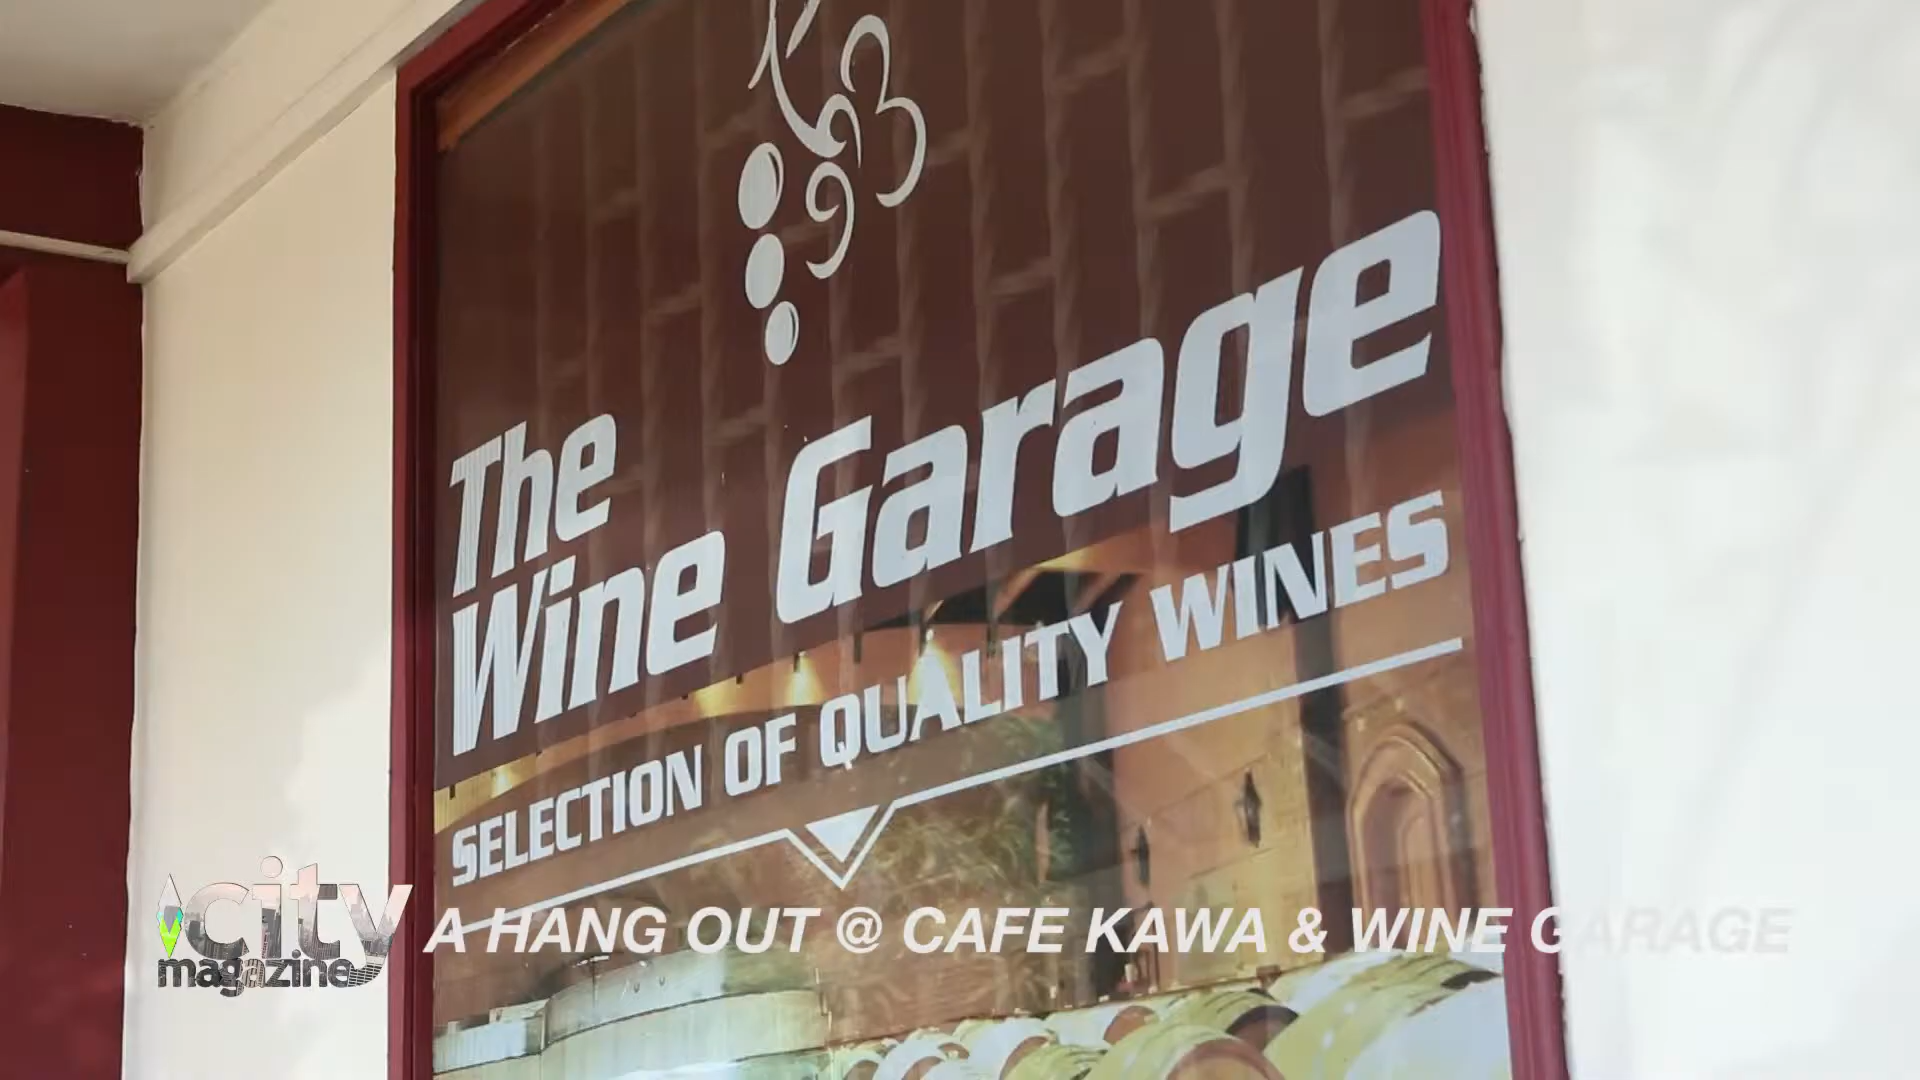 The
Wine Garage
SELECTION OF QUALITY WINES
city
magazine
A HANG OUT @ CAFE KAWA & WINE GARAGE